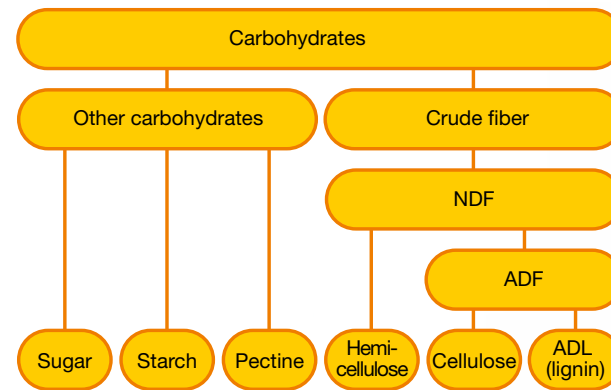 Carbohydrates
Other carbohydrates
Crude fiber
NDF
ADF
Sugar
Starch
Pectine
Hemi-
cellulose
Cellulose
ADL
(lignin)